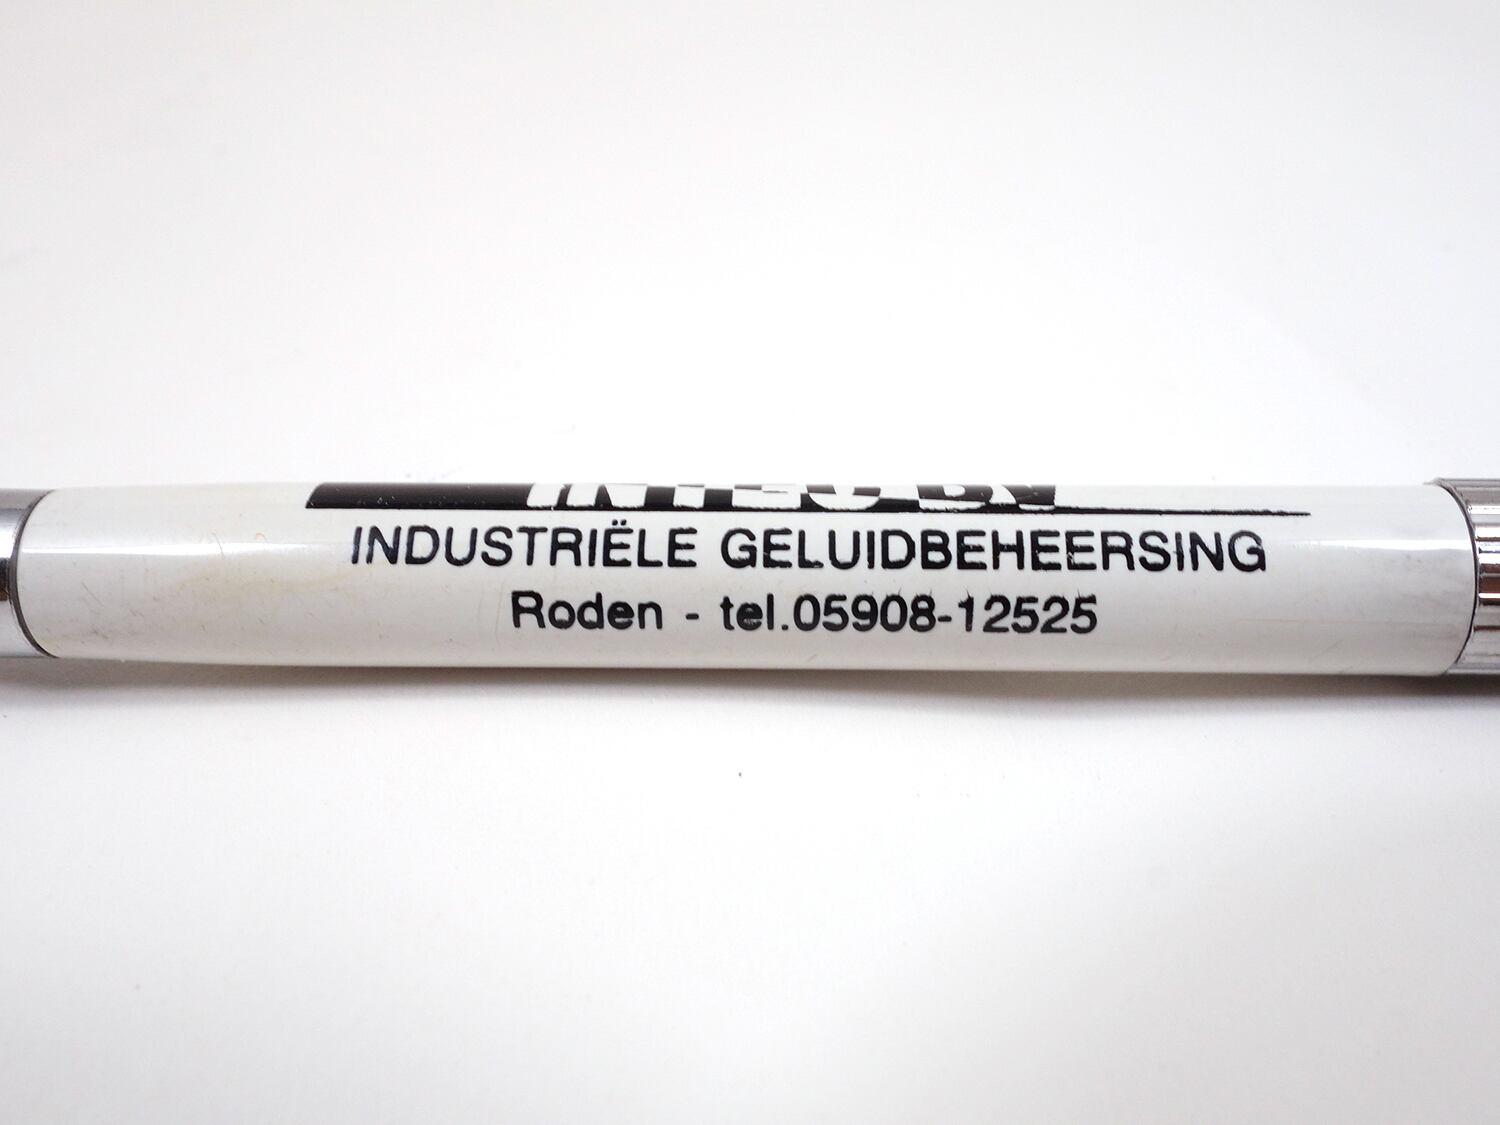 INDUSTRIËLE GELUIDBEHEERSING
Roden - tel.05908-12525